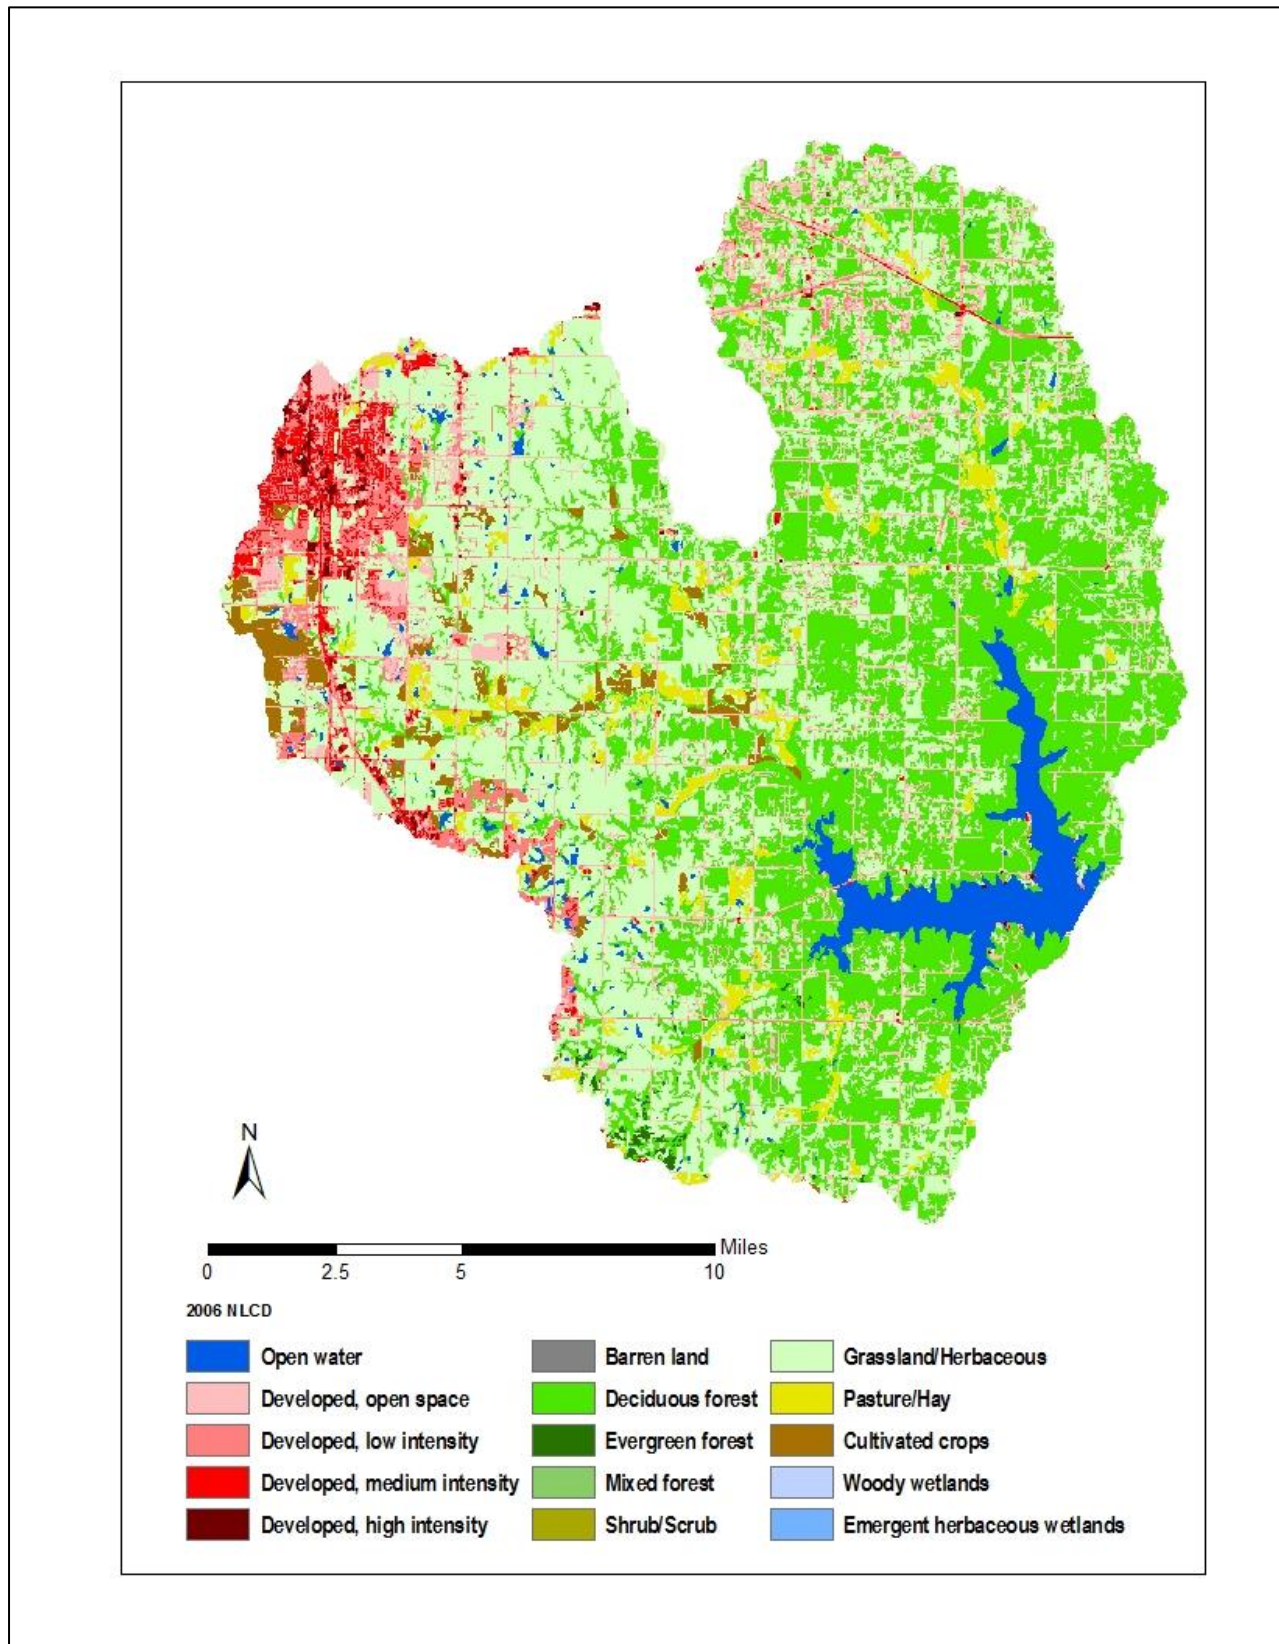 N
Miles
0 2.5 5 10
2006 NLCD
Open water
Developed, open space
Developed, low intensity
Developed, medium intensity
Developed, high intensity
Barren land
Deciduous forest
Evergreen forest
Mixed forest
Shrub/Scrub
Grassland/Herbaceous
Pasture/Hay
Cultivated crops
Woody wetlands
Emergent herbaceous wetlands